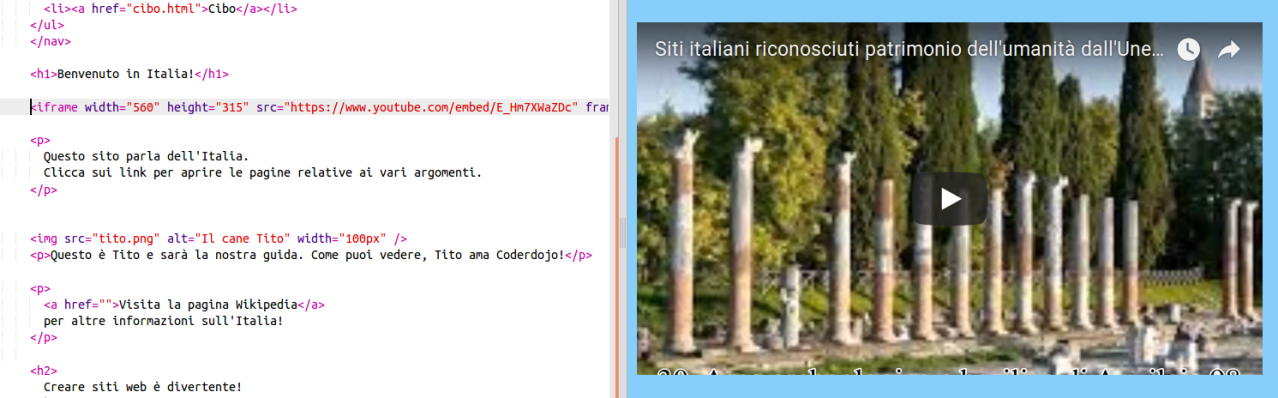 <li><a href="cibo.html">Cibo</a></li>
</ul>
</nav>
<h1>Benvenuto in Italia!</h1>
<iframe width="560" height="315" src="https://www.youtube.com/embed/E_Hm7XWaZDc" fra
<p>
Questo sito parla dell'Italia.
Clicca sui link per aprire le pagine relative ai vari argomenti.
</p>
<img src="tito.png" alt="Il cane Tito" width="100px" />
<p>Questo è Tito e sarà la nostra guida. Come puoi vedere, Tito ama Coderdojo!</p>
<p>
<a href="">Visita la pagina Wikipedia</a>
per altre informazioni sull'Italia!
</p>
<h2>
Creare siti web è divertente!
Siti italiani riconosciuti patrimonio dell'umanità dall'Une...